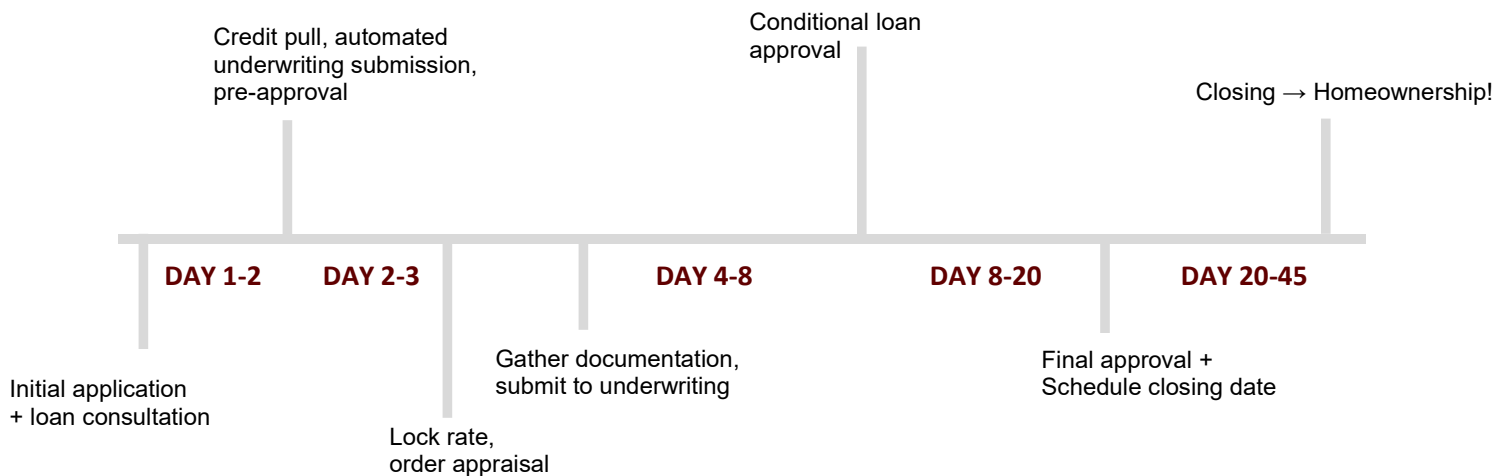 Credit pull, automated
underwriting submission,
pre-approval
Conditional loan
approval
Closing → Homeownership!
DAY 1-2
DAY 2-3
DAY 4-8
DAY 8-20
DAY 20-45
Initial application
+ loan consultation
Lock rate,
order appraisal
Gather documentation,
submit to underwriting
Final approval +
Schedule closing date